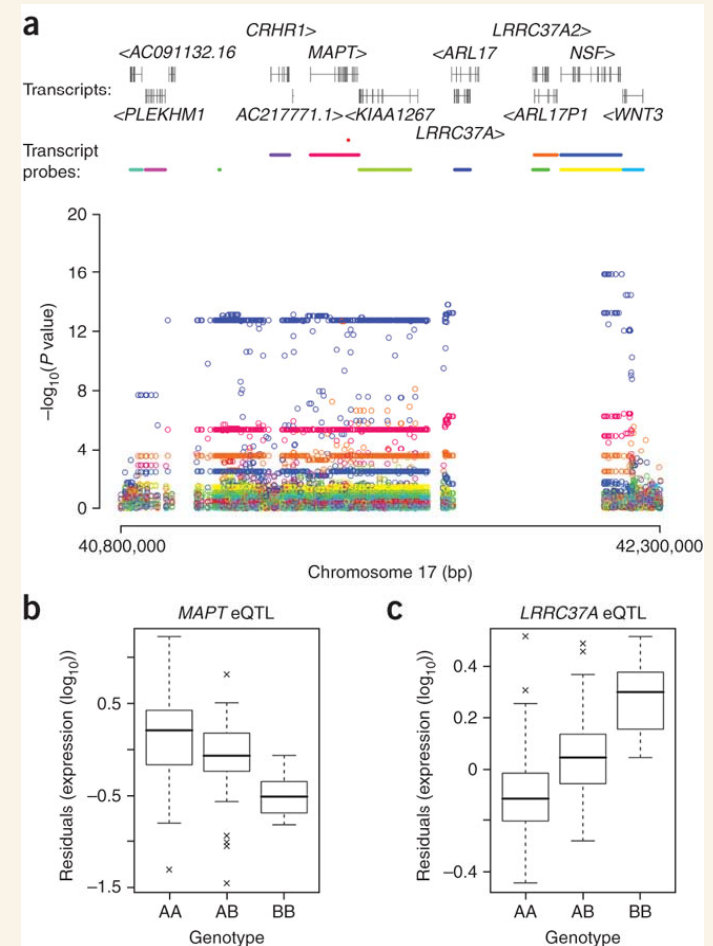 a
CRHR1> LRRC37A2>
<AC091132.16 MAPT> <ARL17 NSF>
Transcripts:
<PLEKHM1 AC217771.1> <KIAA1267 <ARL17P1 <WNT3
LRRC37A>
Transcript
probes:
20
16
12
8
4
0
–log10(P value)
40,800,000 42,300,000
Chromosome 17 (bp)
b
MAPT eQTL
0.5
–0.5
–1.5
Residuals (expression (log10))
AA AB BB
Genotype
c
LRRC37A eQTL
0.4
0.2
0
–0.4
Residuals (expression (log10))
AA AB BB
Genotype